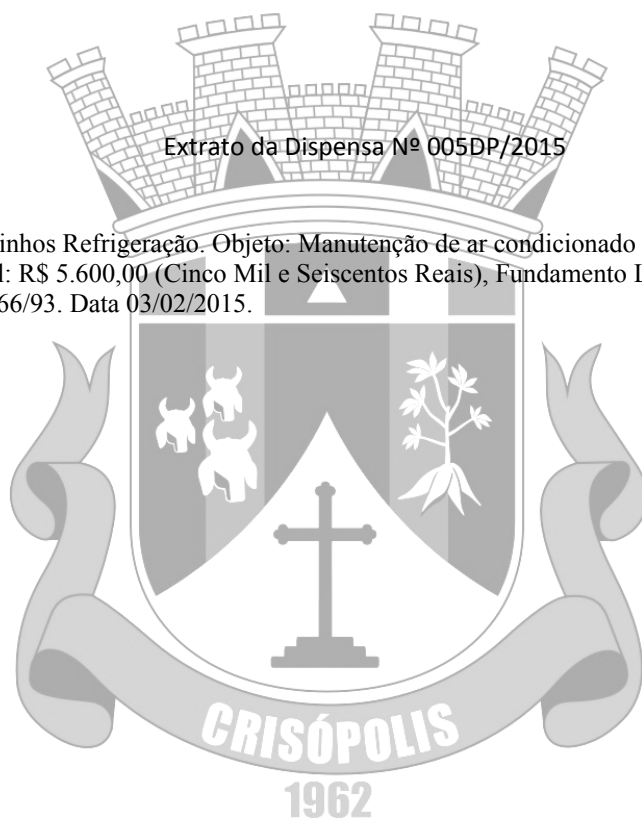 Extrato da Dispensa Nº 005DP/2015
inhos Refrigeração. Objeto: Manutenção de ar condicionado
l: R$ 5.600,00 (Cinco Mil e Seiscentos Reais), Fundamento L
66/93. Data 03/02/2015.
CRISÓPOLIS
1962